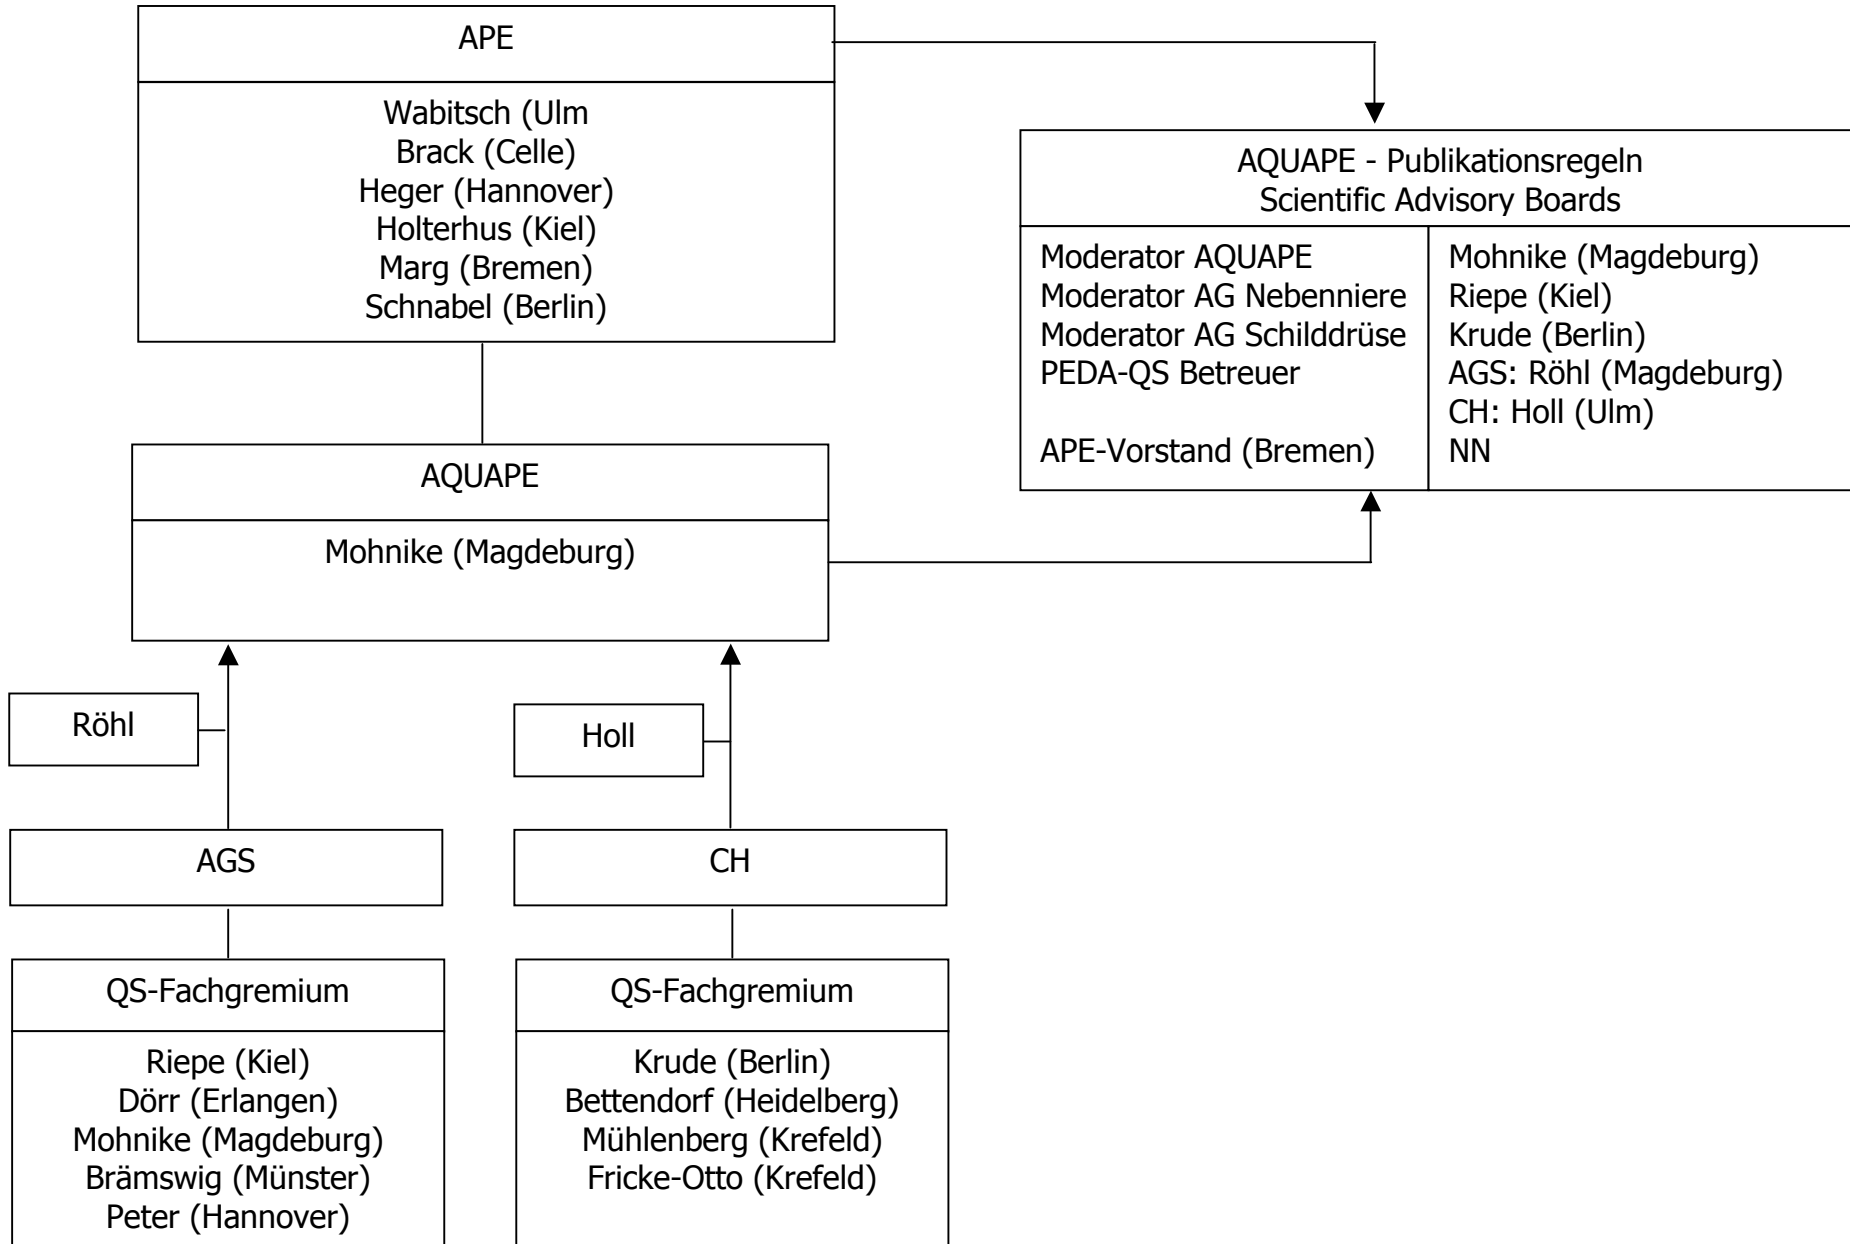 APE
Wabitsch (Ulm
Brack (Celle)
Heger (Hannover)
Holterhus (Kiel)
Marg (Bremen)
Schnabel (Berlin)
AQUAPE - Publikationsregeln
Scientific Advisory Boards
Moderator AQUAPE
Moderator AG Nebenniere
Moderator AG Schilddrüse
PEDA-QS Betreuer
APE-Vorstand (Bremen)
Mohnike (Magdeburg)
Riepe (Kiel)
Krude (Berlin)
AGS: Röhl (Magdeburg)
CH: Holl (Ulm)
NN
AQUAPE
Mohnike (Magdeburg)
Röhl
Holl
AGS
CH
QS-Fachgremium
Riepe (Kiel)
Dörr (Erlangen)
Mohnike (Magdeburg)
Brämswig (Münster)
Peter (Hannover)
QS-Fachgremium
Krude (Berlin)
Bettendorf (Heidelberg)
Mühlenberg (Krefeld)
Fricke-Otto (Krefeld)